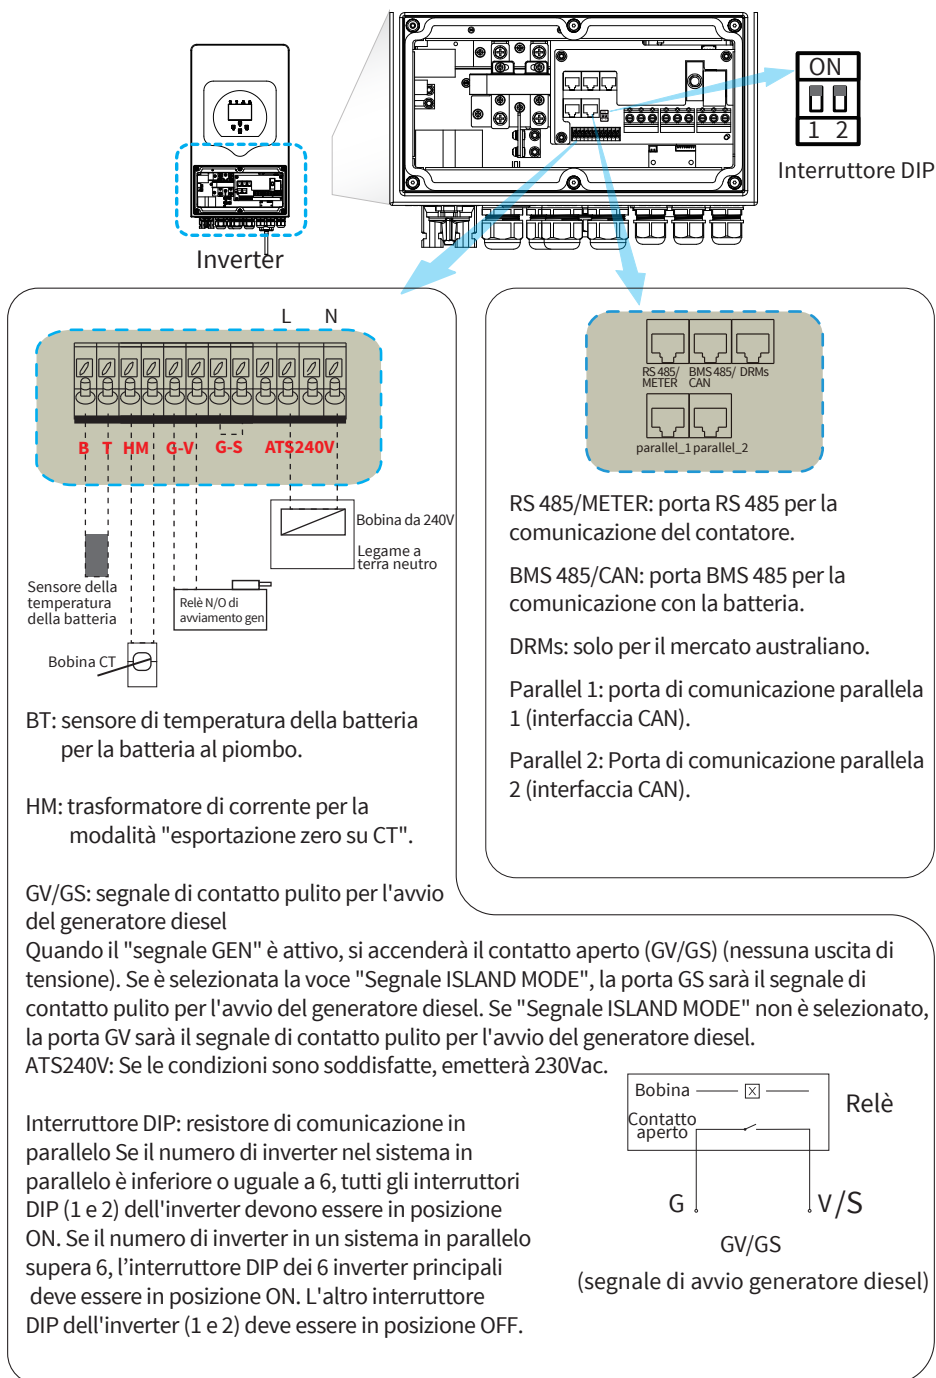 ON
1 2
Interruttore DIP
Inverter
L N
B T HM G-V G-S ATS240V
Bobina da 240V
Legame a
terra neutro
Sensore della
temperatura
della batteria
Relè N/O di
avviamento gen
Bobina CT
BT: sensore di temperatura della batteria
per la batteria al piombo.
HM: trasformatore di corrente per la
modalità "esportazione zero su CT".
RS 485/
METER
BMS 485/
CAN
DRMs
parallel_1 parallel_2
RS 485/METER: porta RS 485 per la
comunicazione del contatore.
BMS 485/CAN: porta BMS 485 per la
comunicazione con la batteria.
DRMs: solo per il mercato australiano.
Parallel 1: porta di comunicazione parallela
1 (interfaccia CAN).
Parallel 2: Porta di comunicazione parallela
2 (interfaccia CAN).
GV/GS: segnale di contatto pulito per l'avvio
del generatore diesel
Quando il "segnale GEN" è attivo, si accenderà il contatto aperto (GV/GS) (nessuna uscita di
tensione). Se è selezionata la voce "Segnale ISLAND MODE", la porta GS sarà il segnale di
contatto pulito per l'avvio del generatore diesel. Se "Segnale ISLAND MODE" non è selezionato,
la porta GV sarà il segnale di contatto pulito per l'avvio del generatore diesel.
ATS240V: Se le condizioni sono soddisfatte, emetterà 230Vac.
Interruttore DIP: resistore di comunicazione in
parallelo Se il numero di inverter nel sistema in
parallelo è inferiore o uguale a 6, tutti gli interruttori
DIP (1 e 2) dell'inverter devono essere in posizione
ON. Se il numero di inverter in un sistema in parallelo
supera 6, l’interruttore DIP dei 6 inverter principali
deve essere in posizione ON. L'altro interruttore
DIP dell'inverter (1 e 2) deve essere in posizione OFF.
Bobina
X
Contatto
aperto
Relè
G V/S
GV/GS
(segnale di avvio generatore diesel)